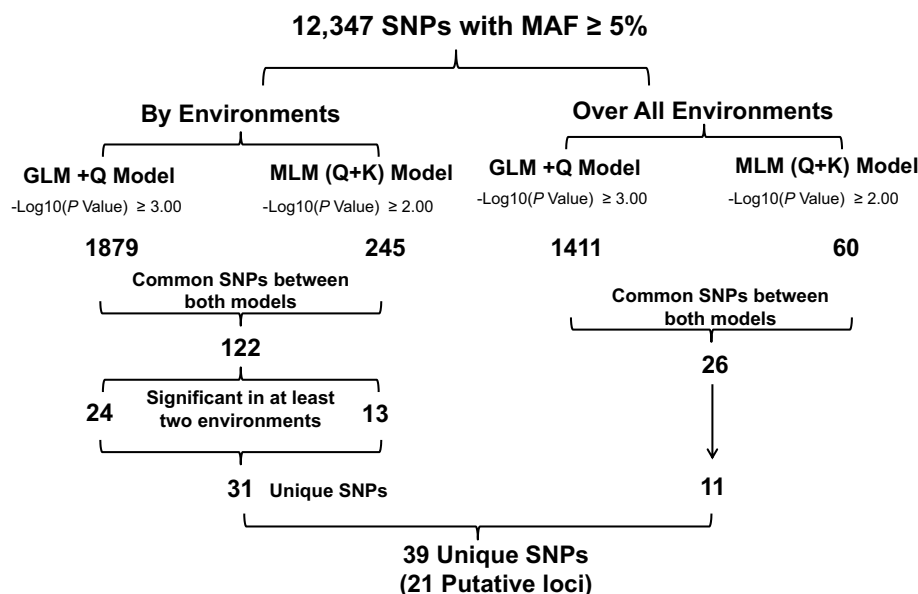 12,347 SNPs with MAF ≥ 5%
By Environments
Over All Environments
GLM +Q Model
MLM (Q+K) Model
GLM +Q Model
MLM (Q+K) Model
-Log10(P Value) ≥ 3.00
-Log10(P Value) ≥ 2.00
-Log10(P Value) ≥ 3.00
-Log10(P Value) ≥ 2.00
1879
245
1411
60
Common SNPs between
both models
Common SNPs between
both models
122
26
24
Significant in at least
two environments
13
31 Unique SNPs
11
39 Unique SNPs
(21 Putative loci)